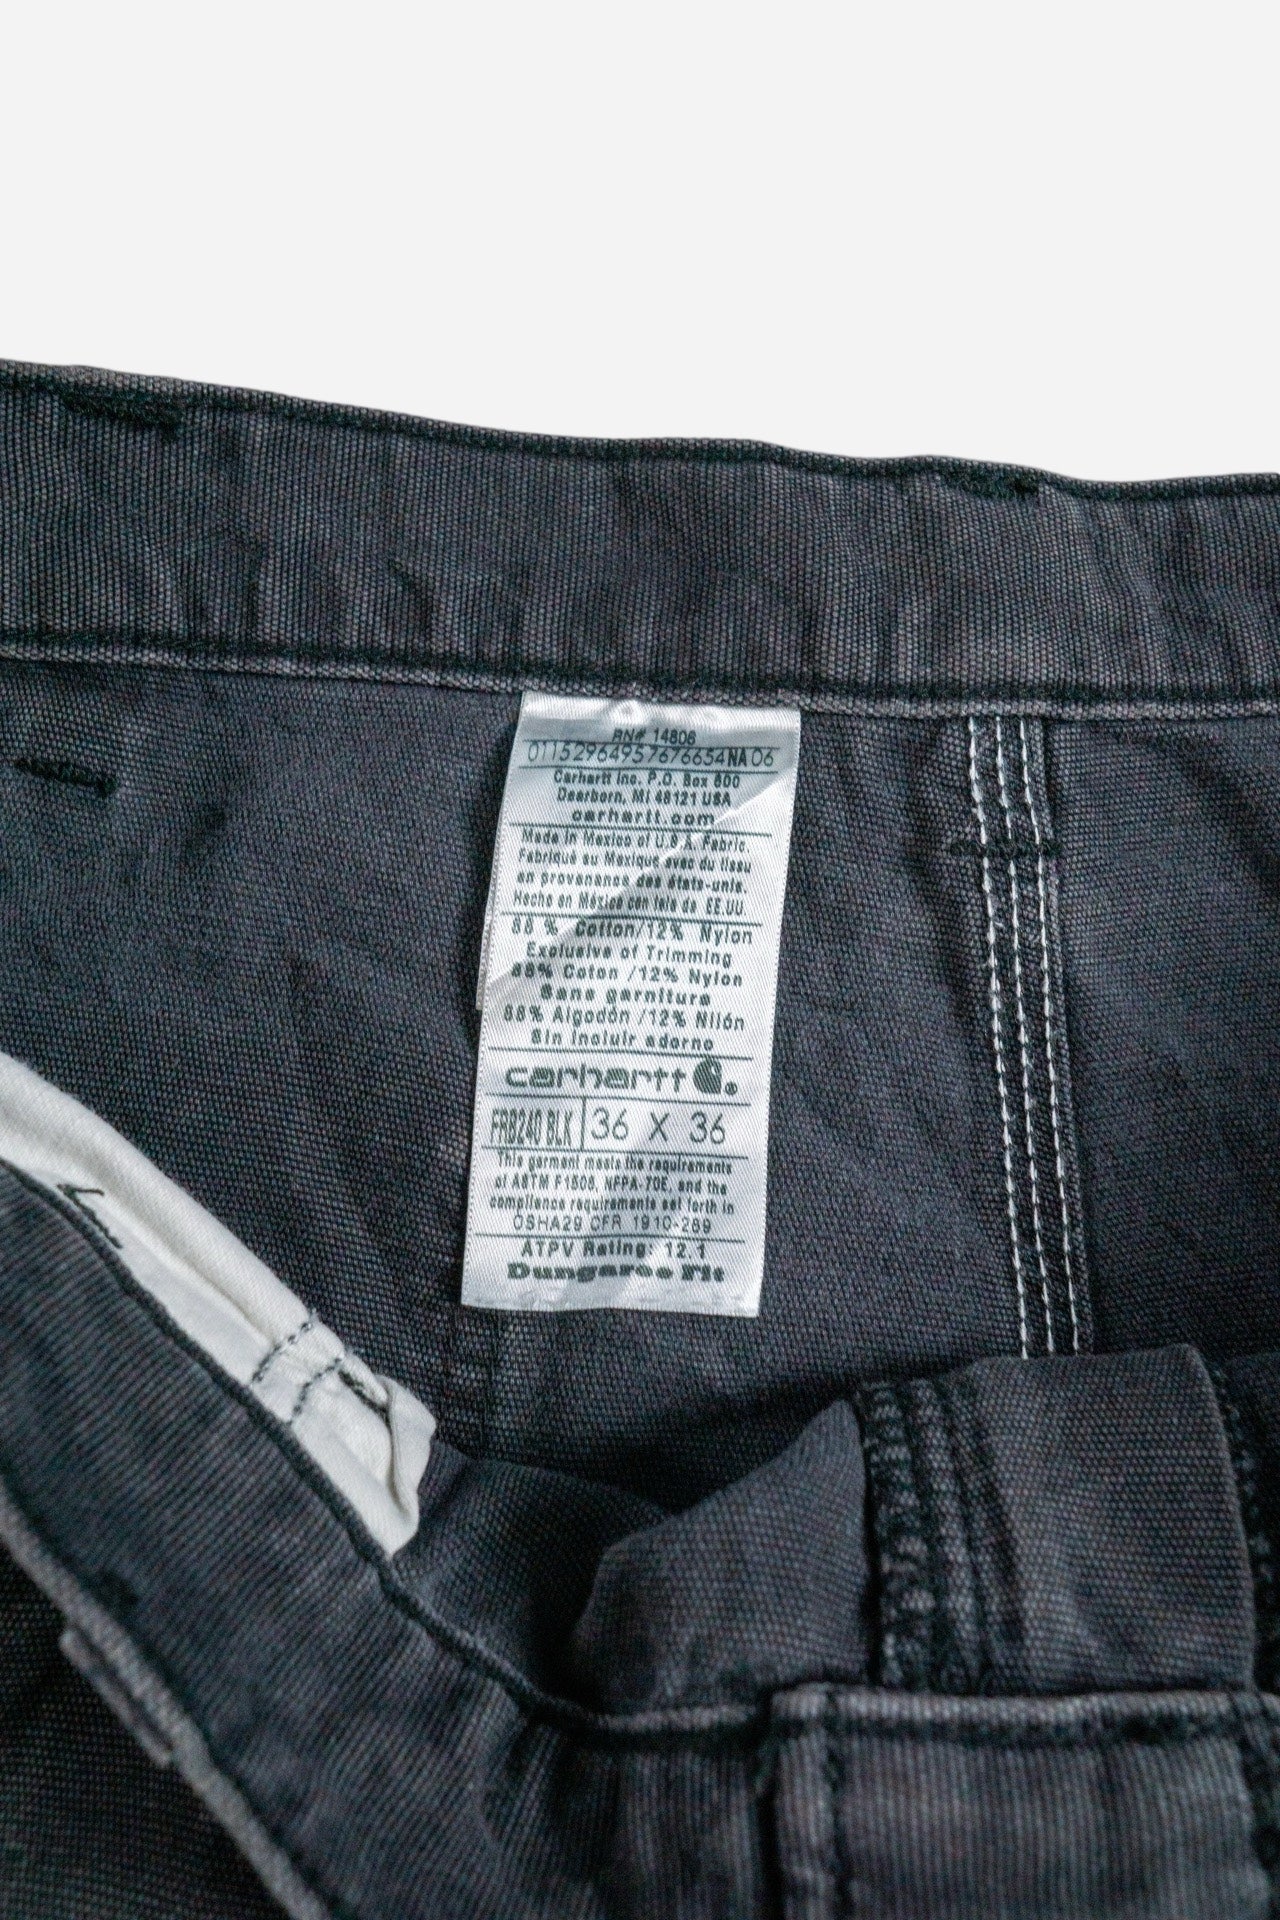 RN# 14806
0115296495767665​4NA06
Carhartt Inc. P.O. Box 600
Dearborn, MI 48121 USA
carhartt.com
Made in Mexico of U.S.A. Fabric.
Fabriqué au Mexique avec du tissu
en provenance des états-unis.
Hecho en México con tela de EE.UU.
88 % Cotton/12% Nylon
Exclusive of Trimming
88% Coton /12% Nylon
Sans garniture
88% Algodón /12% Nilón
Sin incluir adorno
carhartt
FRB240 BLK 36 X 36
This garment meets the requirements
of ASTM F1506, NFPA-70E, and the
compliance requirements set forth in
OSHA29 CFR 1910-269
ATPV Rating: 12.1
Dungaree Fit